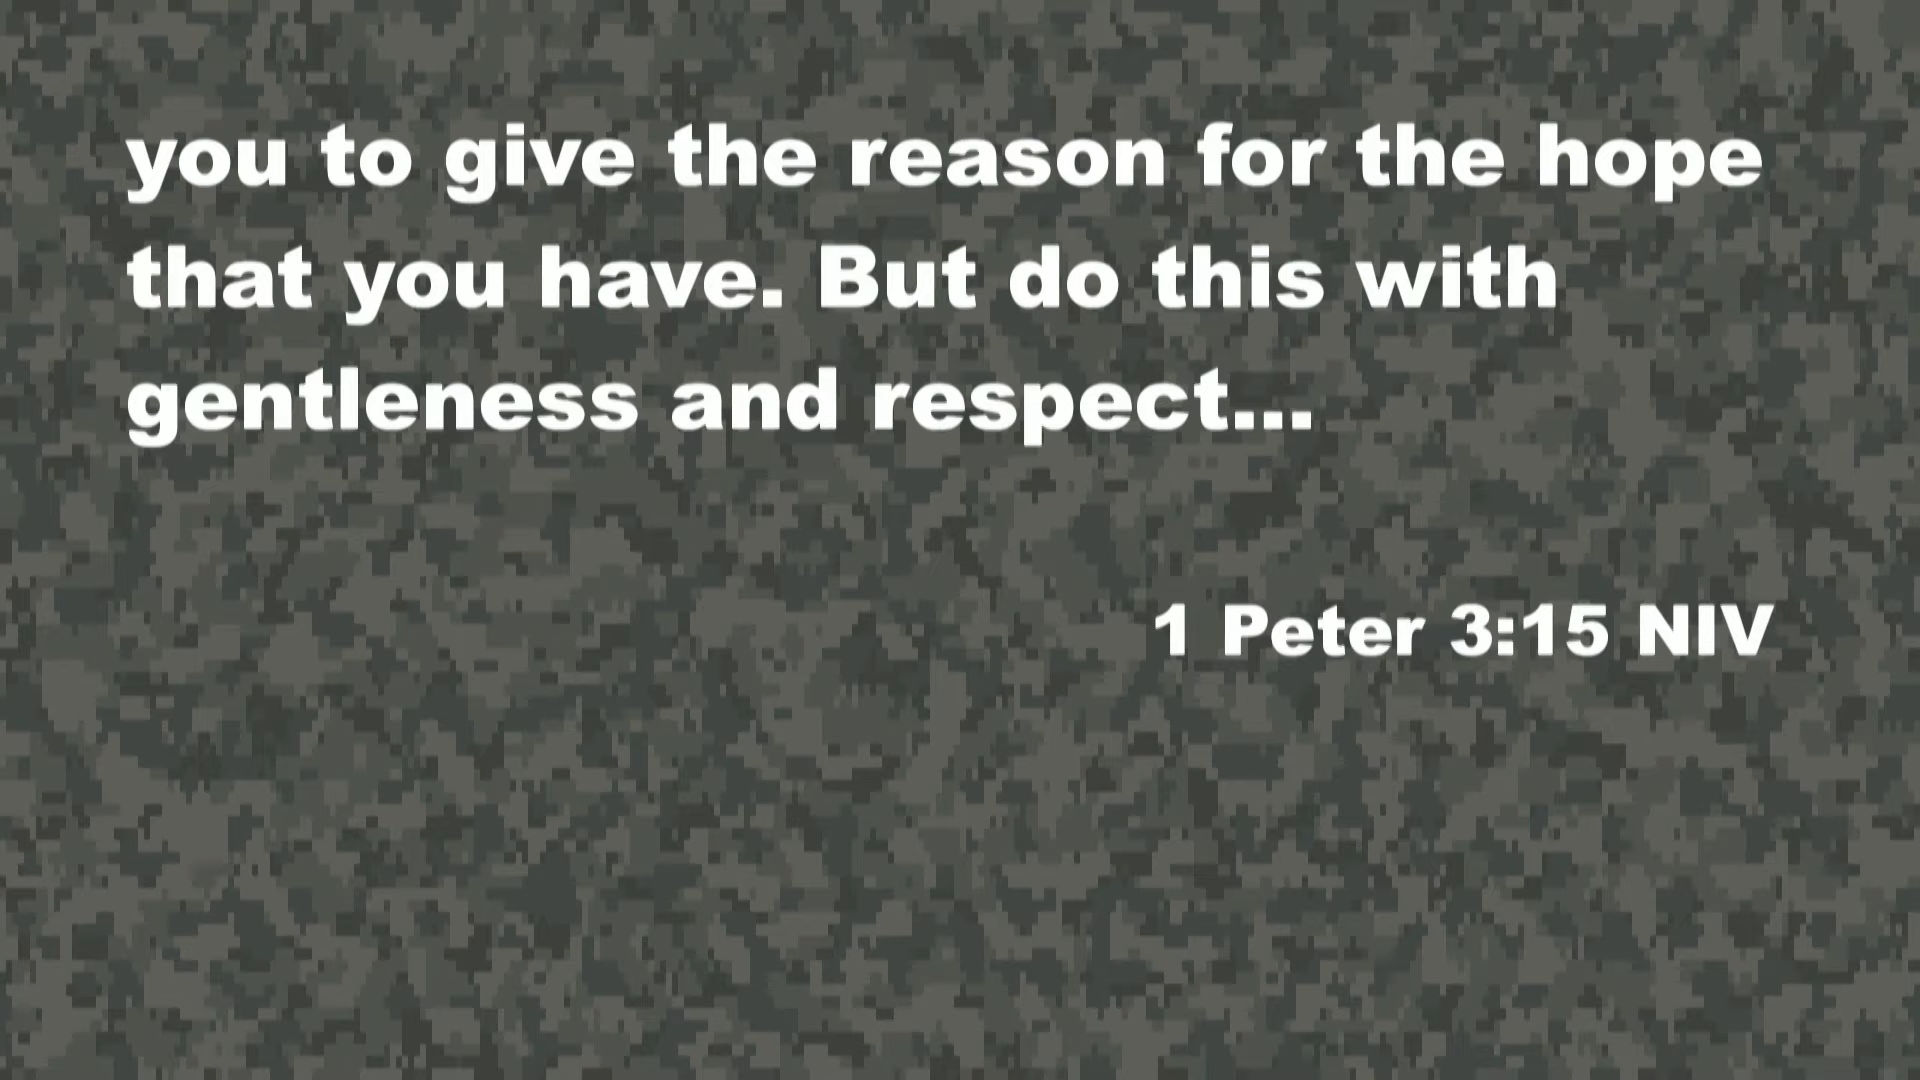 you to give the reason for the hope
that you have. But do this with
gentleness and respect...
1 Peter 3:15 NIV